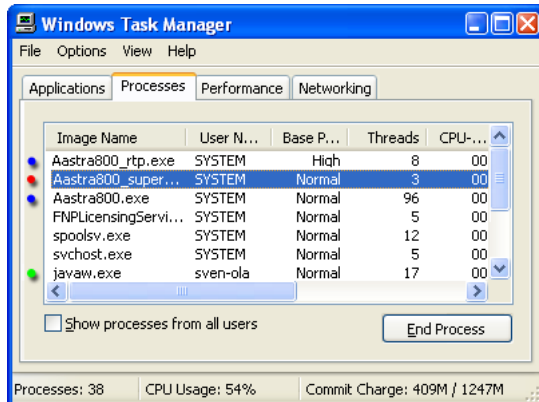 Windows Task Manager
File Options View Help
Applications Processes Performance Networking
Image Name User N... Base P... Threads CPU-...
Aastra800_rtp.exe SYSTEM High 8 00
Aastra800_super... SYSTEM Normal 3 00
Aastra800.exe SYSTEM Normal 96 00
FNPLicensingServi... SYSTEM Normal 5 00
spoolsv.exe SYSTEM Normal 12 00
svchost.exe SYSTEM Normal 5 00
javaw.exe sven-ola Normal 17 00
Show processes from all users
End Process
Processes: 38 CPU Usage: 54% Commit Charge: 409M / 1247M